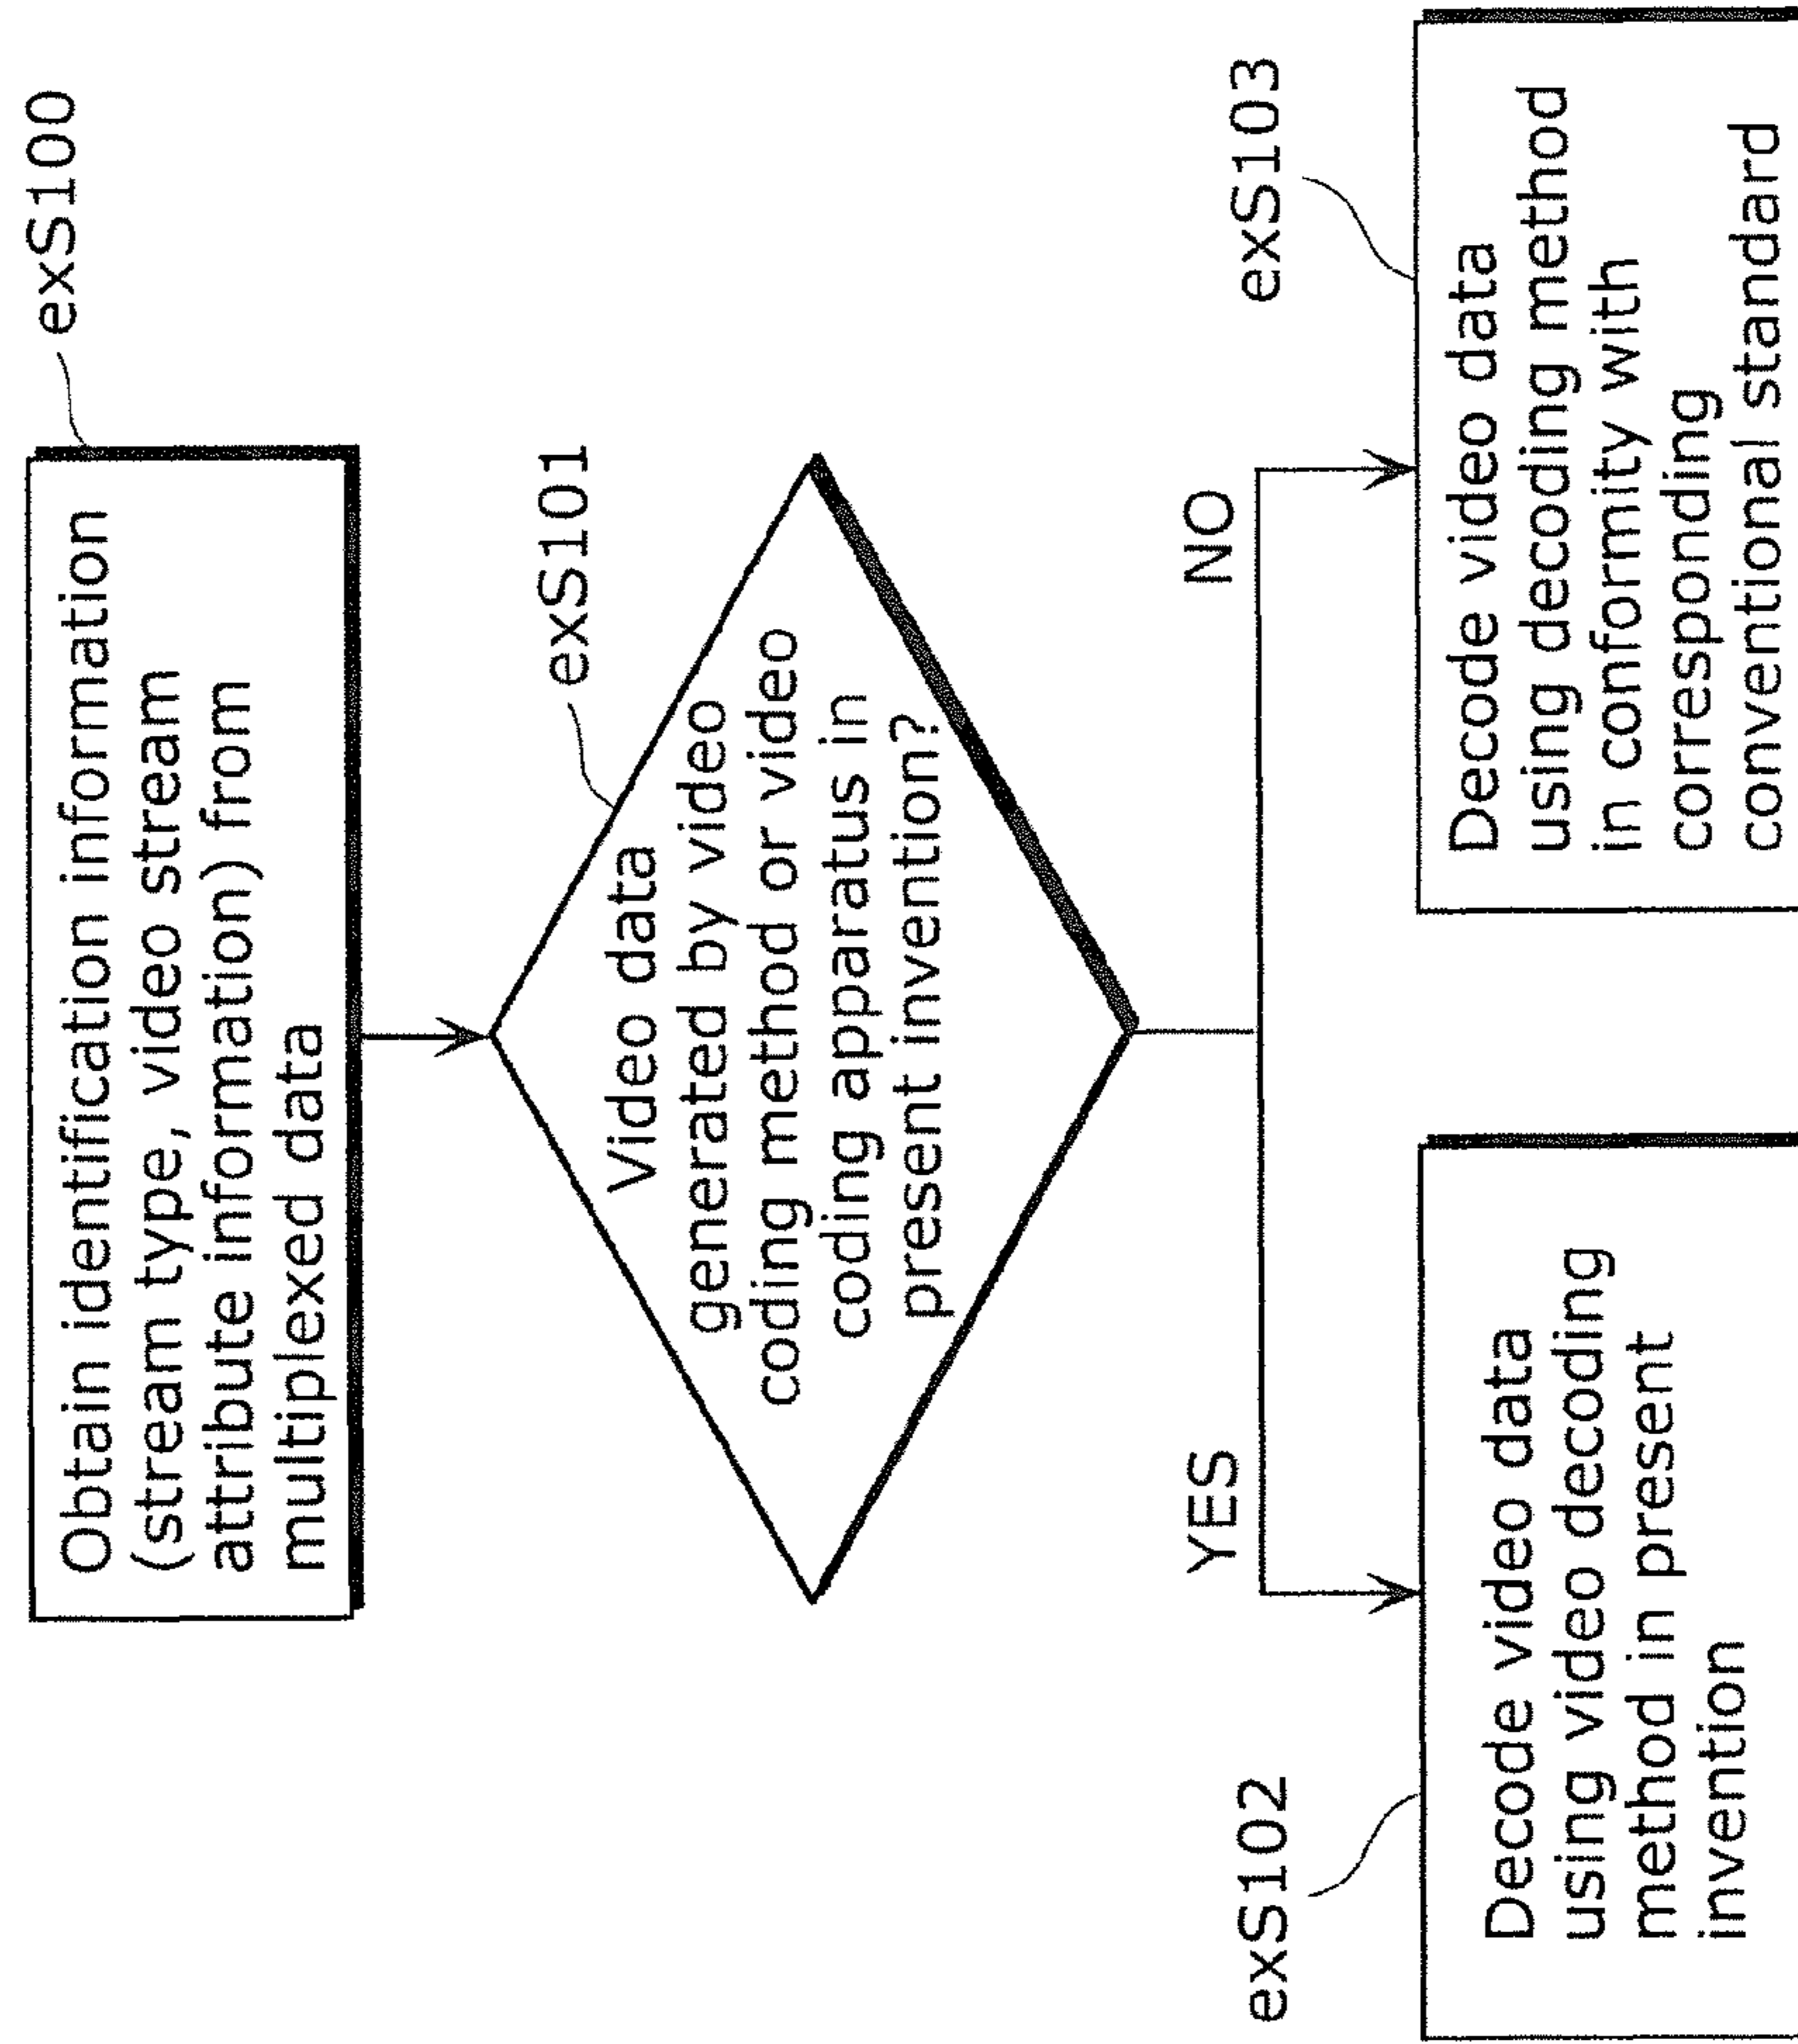 exS100
Obtain identification information
(stream type, video stream
attribute information) from
multiplexed data
exS101
Video data
generated by video
coding method or video
coding apparatus in
present invention?
YES
NO
exS102
Decode video data
using video decoding
method in present
invention
exS103
Decode video data
using decoding method
in conformity with
corresponding
conventional standard